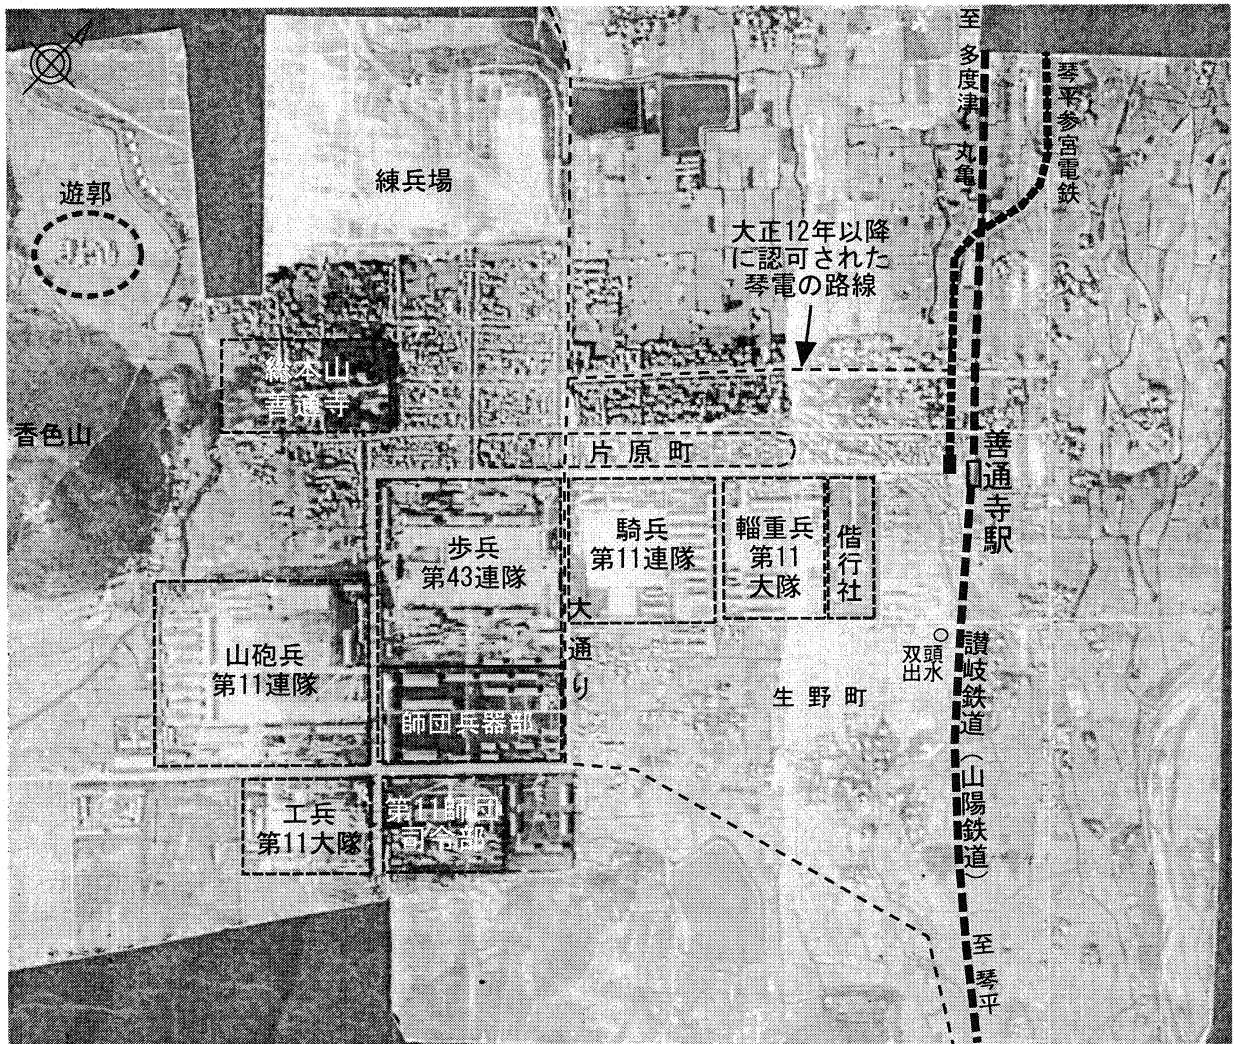 至 多度津 丸亀
琴平参宮電鉄
遊郭
練兵場
大正12年以降
に認可された
琴電の路線
総本山
善通寺
香色山
片原町
善通寺駅
歩兵
第43連隊
騎兵
第11連隊
輜重兵
第11
大隊
偕行社
大通り
山砲兵
第11連隊
双頭
出水
讃岐鉄道(山陽鉄道)
生野町
師団兵器部
工兵
第11大隊
第11師団
司令部
至 琴平